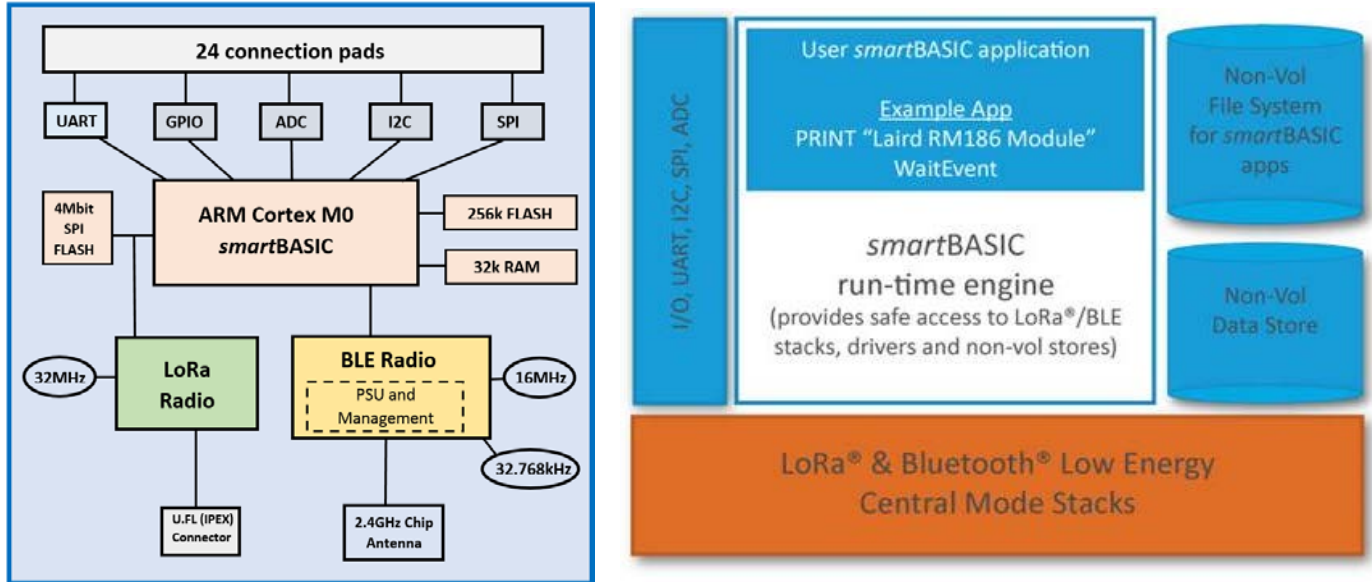 24 connection pads
UART
GPIO
ADC
I2C
SPI
4Mbit
SPI
FLASH
ARM Cortex M0
smartBASIC
256k FLASH
32k RAM
32MHz
LoRa
Radio
BLE Radio
PSU and
Management
16MHz
32.768kHz
U.FL (IPEX)
Connector
2.4GHz Chip
Antenna
I/O, UART, I2C, SPI, ADC
User smartBASIC application
Example App
PRINT “Laird RM186 Module”
WaitEvent
smartBASIC
run-time engine
(provides safe access to LoRa®/BLE
stacks, drivers and non-vol stores)
Non-Vol
File System
for smartBASIC
apps
Non-Vol
Data Store
LoRa® & Bluetooth® Low Energy
Central Mode Stacks